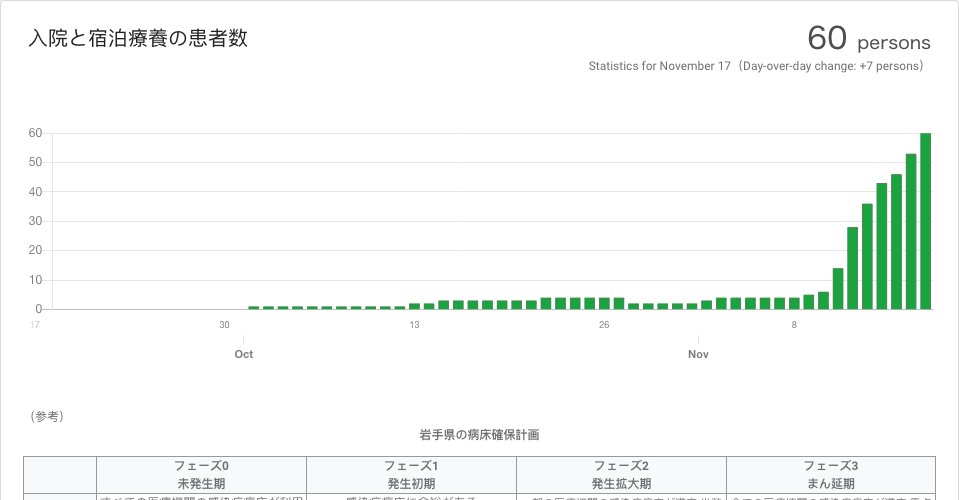 入院と宿泊療養の患者数
60 persons
Statistics for November 17（Day-over-day change: +7 persons）
60
50
40
30
20
10
0
17 30 13 26 8
Oct Nov
（参考）
岩手県の病床確保計画
フェーズ0 フェーズ1 フェーズ2 フェーズ3
未発生期 発生初期 発生拡大期 まん延期